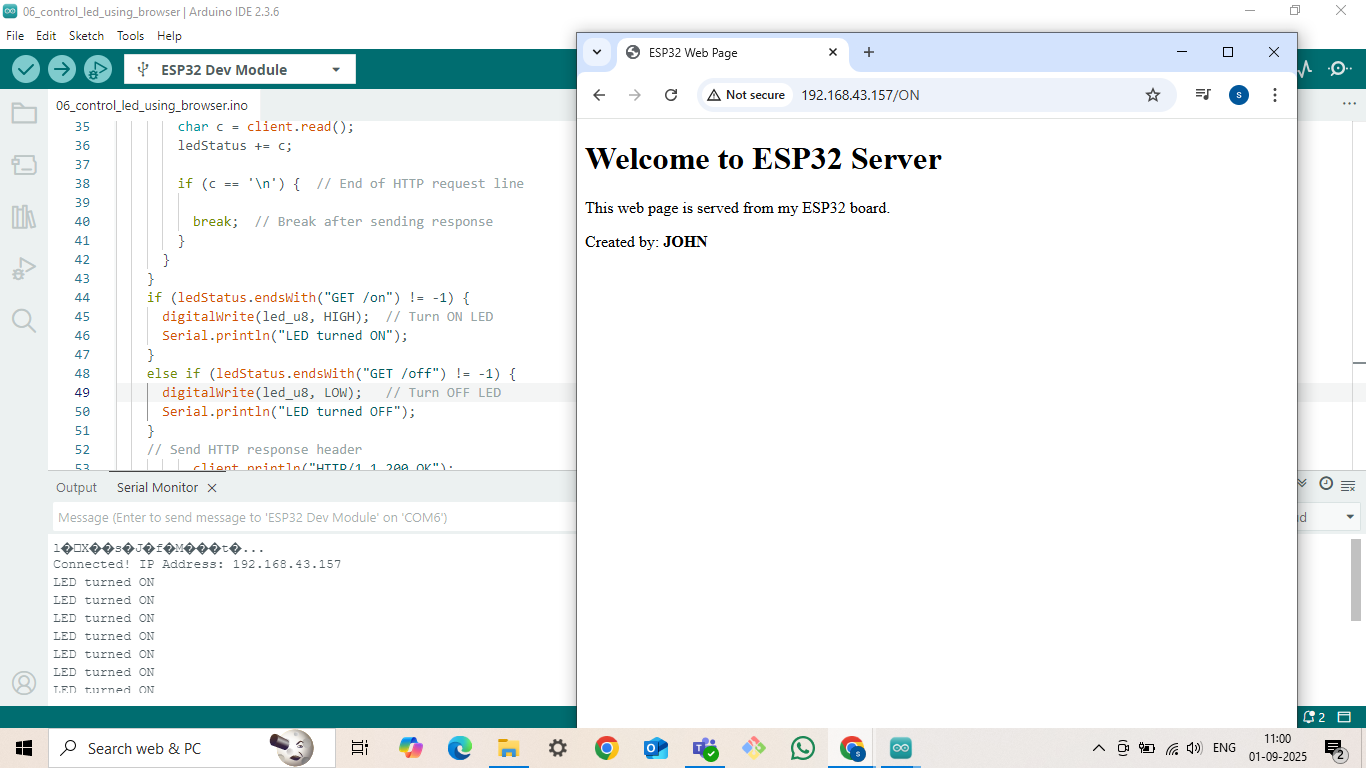 06_control_led_using_browser | Arduino IDE 2.3.6
File Edit Sketch Tools Help
ESP32 Dev Module
06_control_led_using_browser.ino
35 char c = client.read();
36 ledStatus += c;
37
38 if (c == '\n') { // End of HTTP request line
39
40 break; // Break after sending response
41 }
42 }
43 }
44 if (ledStatus.endsWith("GET /on") != -1) {
45 digitalWrite(led_u8, HIGH); // Turn ON LED
46 Serial.println("LED turned ON");
47 }
48 else if (ledStatus.endsWith("GET /off") != -1) {
49 digitalWrite(led_u8, LOW); // Turn OFF LED
50 Serial.println("LED turned OFF");
51 }
52 // Send HTTP response header
53 client.println("HTTP/1.1 200 OK");
Output Serial Monitor
Message (Enter to send message to 'ESP32 Dev Module' on 'COM6')
l�□X��s�J�f�M���t�...
Connected! IP Address: 192.168.43.157
LED turned ON
LED turned ON
LED turned ON
LED turned ON
LED turned ON
LED turned ON
LED turned ON
ESP32 Web Page
Not secure 192.168.43.157/ON
S
Welcome to ESP32 Server
This web page is served from my ESP32 board.
Created by: JOHN
2
Search web & PC
S
ENG
11:00
01-09-2025
2